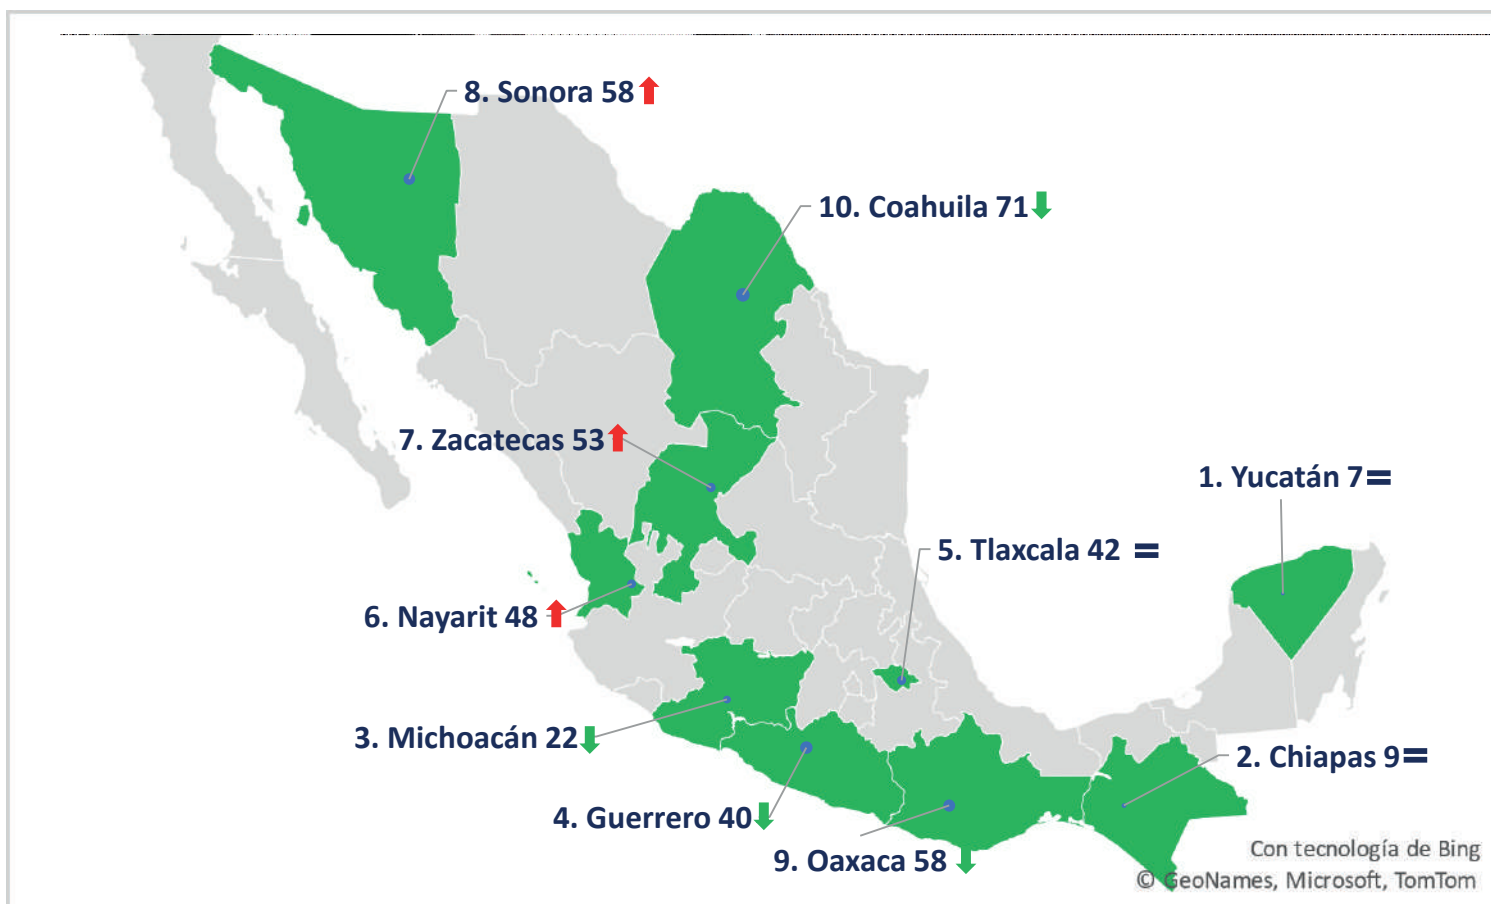 8. Sonora 58
10. Coahuila 71
7. Zacatecas 53
1. Yucatán 7=
5. Tlaxcala 42 =
6. Nayarit 48
3. Michoacán 22
2. Chiapas 9=
4. Guerrero 40
9. Oaxaca 58
Con tecnología de Bing
© GeoNames, Microsoft, TomTom